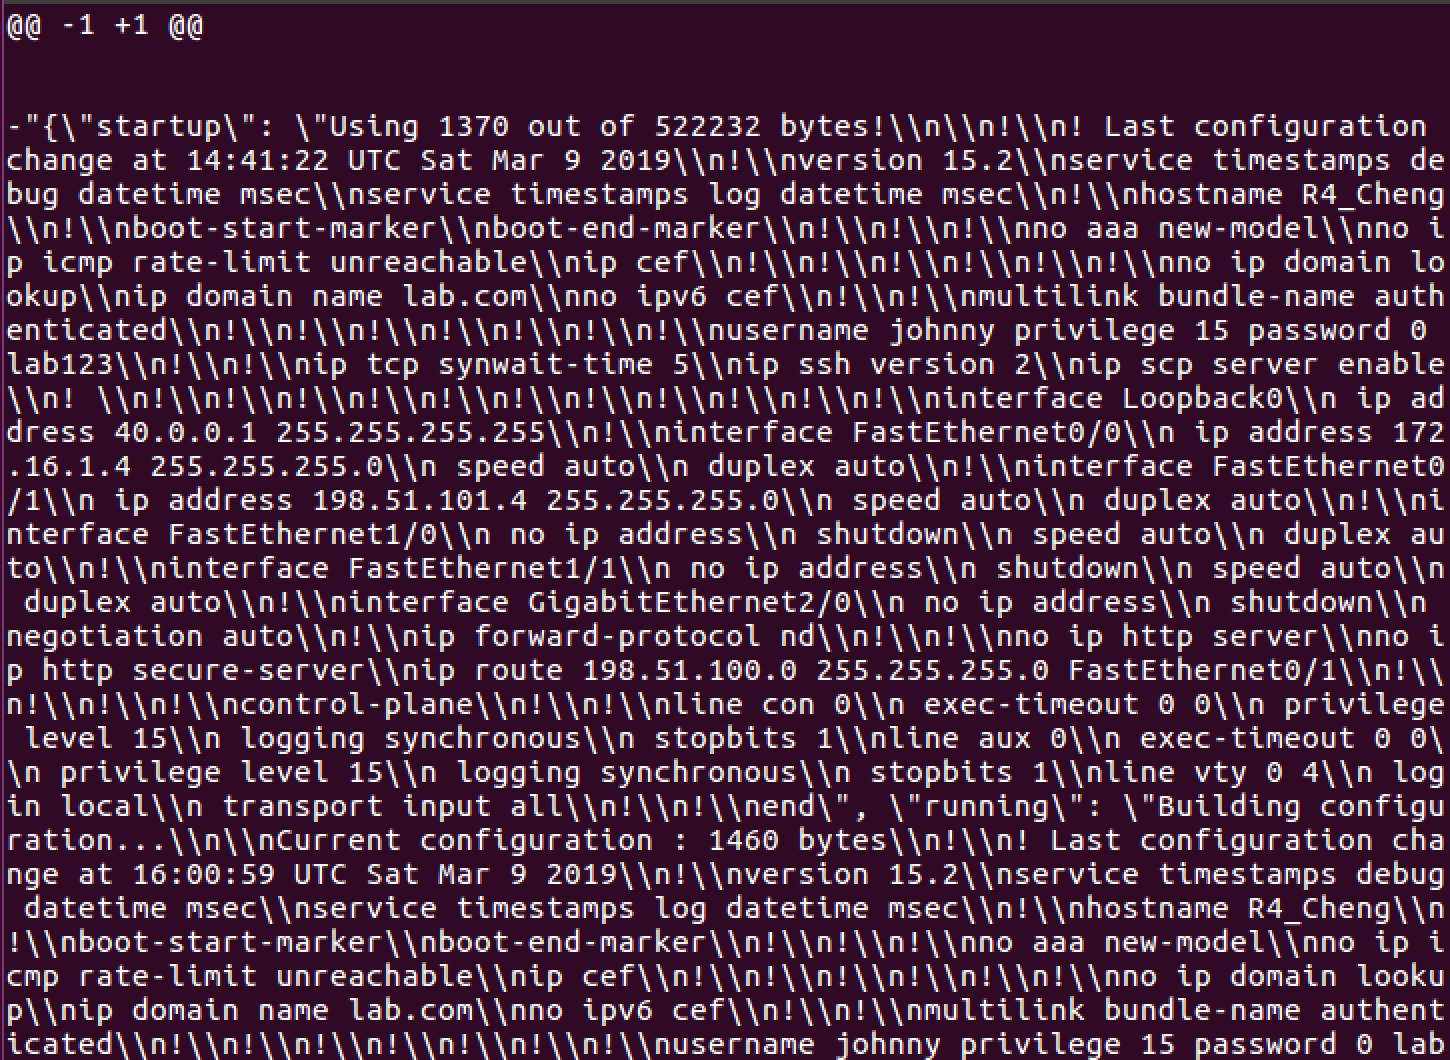 @@ -1 +1 @@
-"{\"startup\": \"Using 1370 out of 522232 bytes!\\n\\n!\\n! Last configuration
change at 14:41:22 UTC Sat Mar 9 2019\\n!\\nversion 15.2\\nservice timestamps de
bug datetime msec\\nservice timestamps log datetime msec\\n!\\nhostname R4_Cheng
\\n!\\nboot-start-marker\\nboot-end-marker\\n!\\n!\\n!\\nno aaa new-model\\nno i
p icmp rate-limit unreachable\\nip cef\\n!\\n!\\n!\\n!\\n!\\n!\\nno ip domain lo
okup\\nip domain name lab.com\\nno ipv6 cef\\n!\\n!\\nmultilink bundle-name auth
enticated\\n!\\n!\\n!\\n!\\n!\\n!\\n!\\nusername johnny privilege 15 password 0
lab123\\n!\\n!\\nip tcp synwait-time 5\\nip ssh version 2\\nip scp server enable
\\n! \\n!\\n!\\n!\\n!\\n!\\n!\\n!\\n!\\n!\\n!\\ninterface Loopback0\\n ip ad
dress 40.0.0.1 255.255.255.255\\n!\\ninterface FastEthernet0/0\\n ip address 172
.16.1.4 255.255.255.0\\n speed auto\\n duplex auto\\n!\\ninterface FastEthernet0
/1\\n ip address 198.51.101.4 255.255.255.0\\n speed auto\\n duplex auto\\n!\\ni
nterface FastEthernet1/0\\n no ip address\\n shutdown\\n speed auto\\n duplex au
to\\n!\\ninterface FastEthernet1/1\\n no ip address\\n shutdown\\n speed auto\\n
 duplex auto\\n!\\ninterface GigabitEthernet2/0\\n no ip address\\n shutdown\\n
negotiation auto\\n!\\nip forward-protocol nd\\n!\\n!\\nno ip http server\\nno i
p http secure-server\\nip route 198.51.100.0 255.255.255.0 FastEthernet0/1\\n!\\
n!\\n!\\n!\\ncontrol-plane\\n!\\n!\\nline con 0\\n exec-timeout 0 0\\n privilege
 level 15\\n logging synchronous\\n stopbits 1\\nline aux 0\\n exec-timeout 0 0\
\n privilege level 15\\n logging synchronous\\n stopbits 1\\nline vty 0 4\\n log
in local\\n transport input all\\n!\\n!\\nend\", \"running\": \"Building configu
ration...\\n\\nCurrent configuration : 1460 bytes\\n!\\n! Last configuration cha
nge at 16:00:59 UTC Sat Mar 9 2019\\n!\\nversion 15.2\\nservice timestamps debug
 datetime msec\\nservice timestamps log datetime msec\\n!\\nhostname R4_Cheng\\n
!\\nboot-start-marker\\nboot-end-marker\\n!\\n!\\n!\\nno aaa new-model\\nno ip i
cmp rate-limit unreachable\\nip cef\\n!\\n!\\n!\\n!\\n!\\n!\\nno ip domain looku
p\\nip domain name lab.com\\nno ipv6 cef\\n!\\n!\\nmultilink bundle-name authent
icated\\n!\\n!\\n!\\n!\\n!\\n!\\n!\\nusername johnny privilege 15 password 0 lab